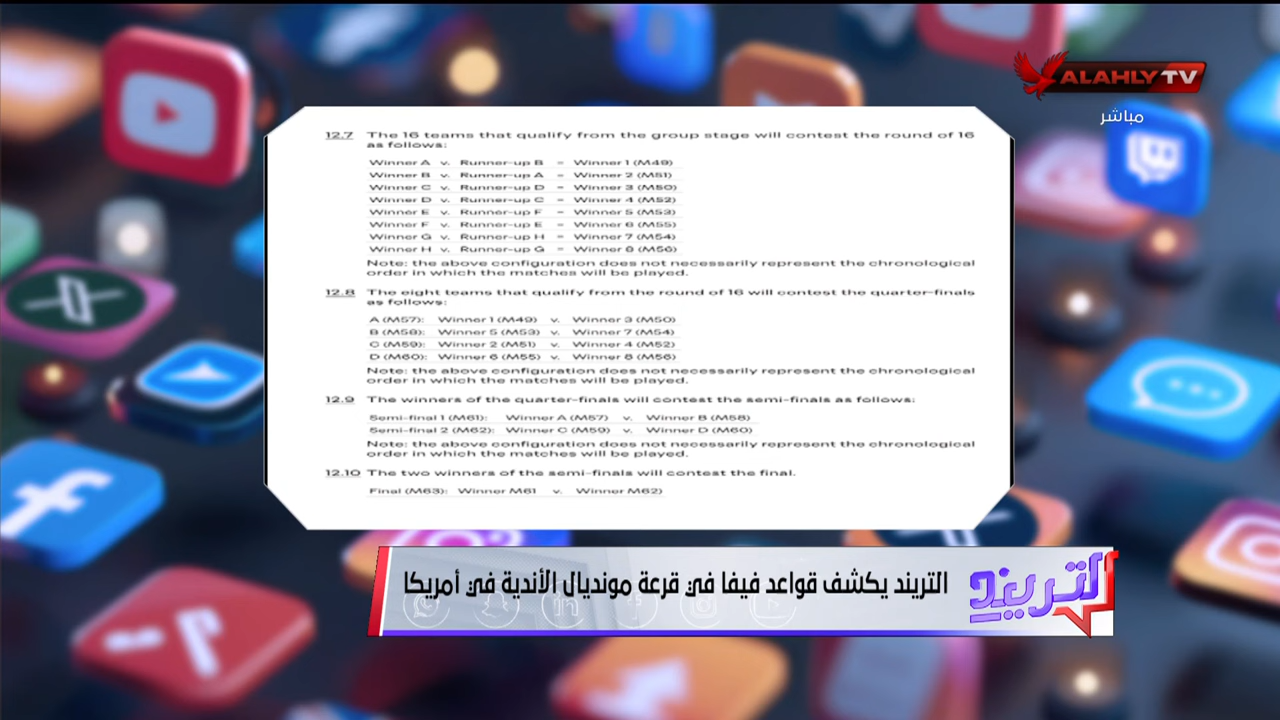 ALAHLY TV
مباشر
12.7 The 16 teams that qualify from the group stage will contest the round of 16
as follows:
Winner A v. Runner-up B = Winner 1 (M49)
Winner B v. Runner-up A = Winner 2 (M51)
Winner C v. Runner-up D = Winner 3 (M50)
Winner D v. Runner-up C = Winner 4 (M52)
Winner E v. Runner-up F = Winner 5 (M53)
Winner F v. Runner-up E = Winner 6 (M55)
Winner G v. Runner-up H = Winner 7 (M54)
Winner H v. Runner-up G = Winner 8 (M56)
Note: the above configuration does not necessarily represent the chronological
order in which the matches will be played.
12.8 The eight teams that qualify from the round of 16 will contest the quarter-finals
as follows:
A (M57): Winner 1 (M49) v. Winner 3 (M50)
B (M58): Winner 5 (M53) v. Winner 7 (M54)
C (M59): Winner 2 (M51) v. Winner 4 (M52)
D (M60): Winner 6 (M55) v. Winner 8 (M56)
Note: the above configuration does not necessarily represent the chronological
order in which the matches will be played.
12.9 The winners of the quarter-finals will contest the semi-finals as follows:
Semi-final 1 (M61): Winner A (M57) v. Winner B (M58)
Semi-final 2 (M62): Winner C (M59) v. Winner D (M60)
Note: the above configuration does not necessarily represent the chronological
order in which the matches will be played.
12.10 The two winners of the semi-finals will contest the final.
Final (M63): Winner M61 v. Winner M62)
التريند
التريند يكشف قواعد فيفا في قرعة مونديال الأندية في أمريكا